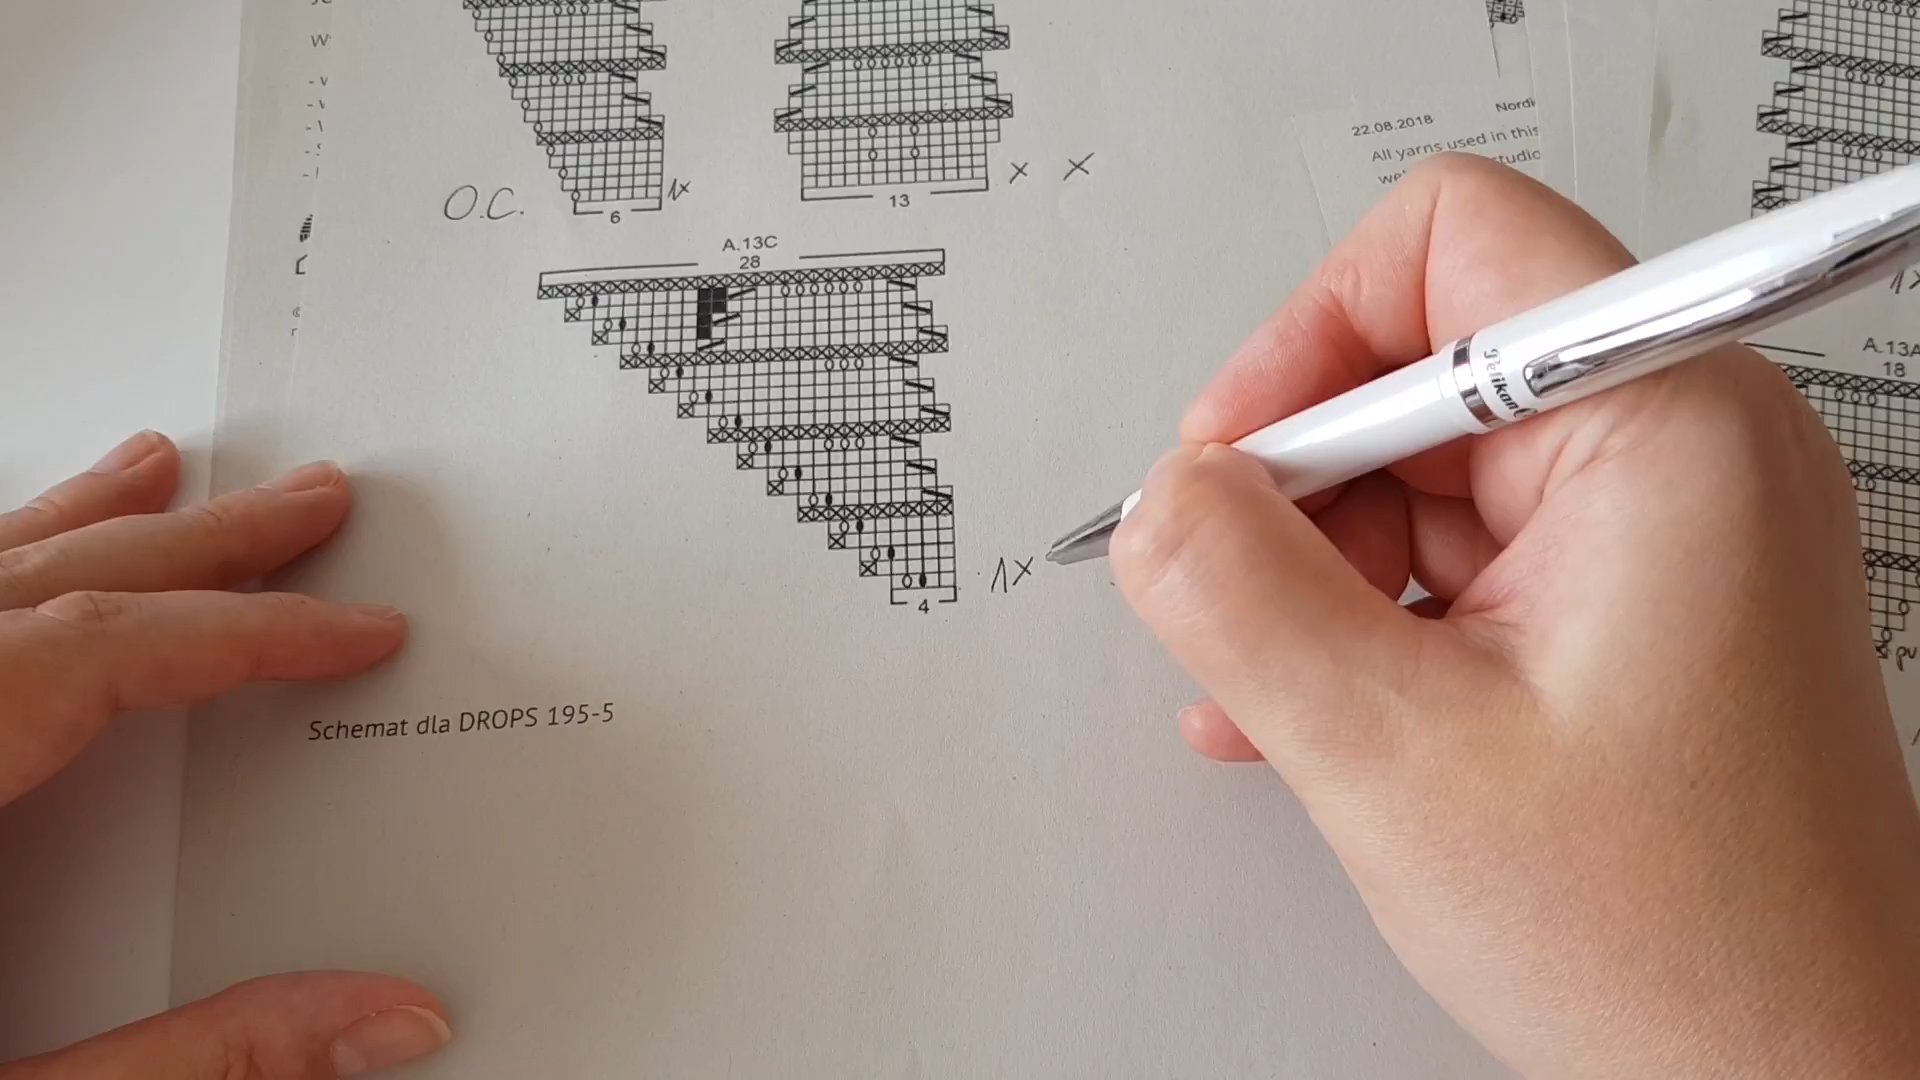 O.C.
6
1x
13
x x
A.13C
28
4
1x
Schemat dla DROPS 195-5
22.08.2018
All yarns used in this
A.13A
18